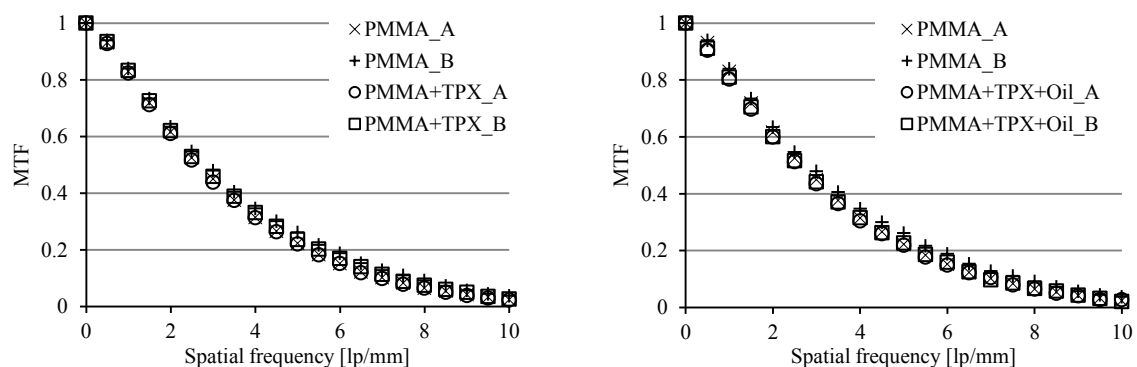 1
0.8
0.6
0.4
0.2
0
MTF
0 2 4 6 8 10
Spatial frequency [lp/mm]
PMMA_A
PMMA_B
PMMA+TPX_A
PMMA+TPX_B
1
0.8
0.6
0.4
0.2
0
MTF
0 2 4 6 8 10
Spatial frequency [lp/mm]
PMMA_A
PMMA_B
PMMA+TPX+Oil_A
PMMA+TPX+Oil_B